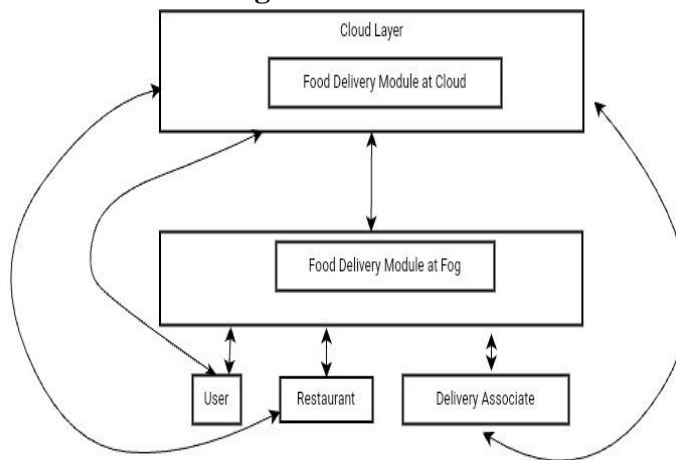 Cloud Layer
Food Delivery Module at Cloud
Food Delivery Module at Fog
User
Restaurant
Delivery Associate